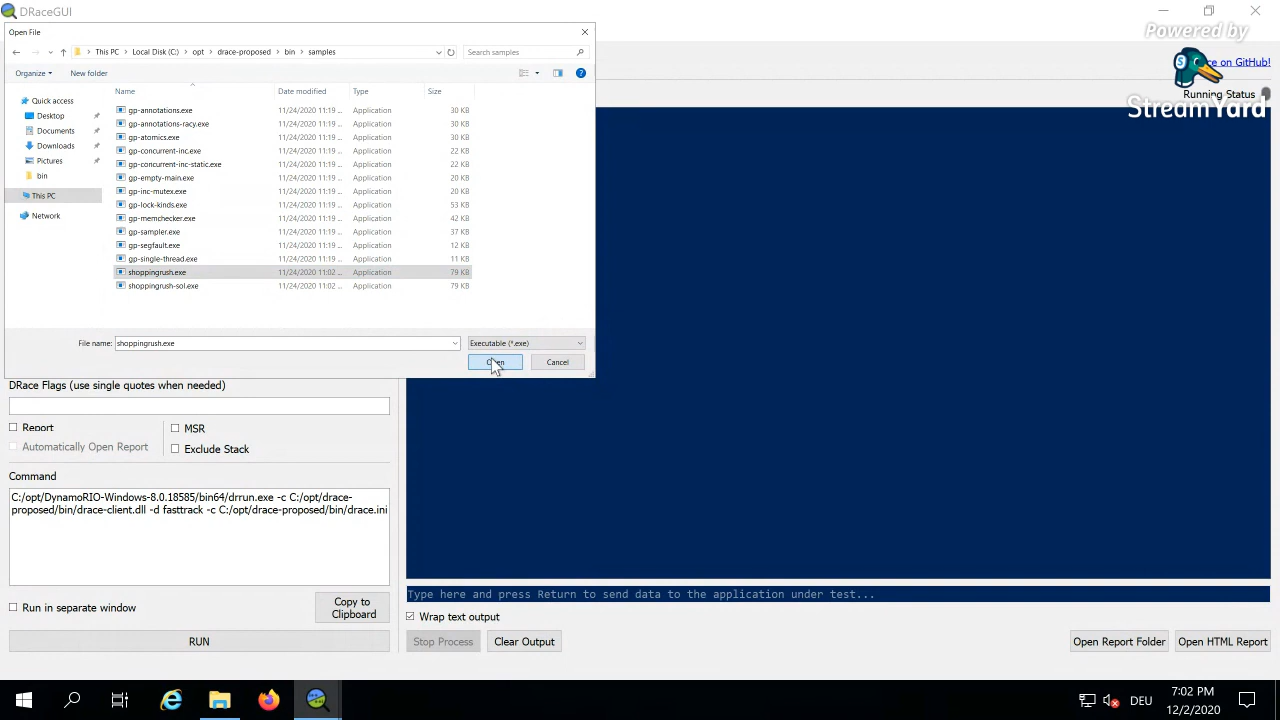 DRaceGUI
Open File
Powered by
This PC > Local Disk (C:) > opt > drace-proposed > bin > samples
Search samples
ce on GitHub!
Organize
New folder
Running Status
StreamYard
Name
Date modified
Type
Size
Quick access
Desktop
Documents
Downloads
Pictures
bin
This PC
Network
gp-annotations.exe 11/24/2020 11:19 ... Application 30 KB
gp-annotations-racy.exe 11/24/2020 11:19 ... Application 30 KB
gp-atomics.exe 11/24/2020 11:19 ... Application 30 KB
gp-concurrent-inc.exe 11/24/2020 11:19 ... Application 22 KB
gp-concurrent-inc-static.exe 11/24/2020 11:19 ... Application 22 KB
gp-empty-main.exe 11/24/2020 11:19 ... Application 20 KB
gp-inc-mutex.exe 11/24/2020 11:19 ... Application 20 KB
gp-lock-kinds.exe 11/24/2020 11:19 ... Application 53 KB
gp-memchecker.exe 11/24/2020 11:19 ... Application 42 KB
gp-sampler.exe 11/24/2020 11:19 ... Application 37 KB
gp-segfault.exe 11/24/2020 11:19 ... Application 12 KB
gp-single-thread.exe 11/24/2020 11:19 ... Application 11 KB
shoppingrush.exe 11/24/2020 11:02 ... Application 79 KB
shoppingrush-sol.exe 11/24/2020 11:02 ... Application 79 KB
File name: shoppingrush.exe
Executable (*.exe)
Open
Cancel
DRace Flags (use single quotes when needed)
Report
MSR
Automatically Open Report
Exclude Stack
Command
C:/opt/DynamoRIO-Windows-8.0.18585/bin64/drrun.exe -c C:/opt/drace-
proposed/bin/drace-client.dll -d fasttrack -c C:/opt/drace-proposed/bin/drace.ini
Run in separate window
Copy to
Clipboard
RUN
Type here and press Return to send data to the application under test...
Wrap text output
Stop Process
Clear Output
Open Report Folder
Open HTML Report
DEU
7:02 PM
12/2/2020